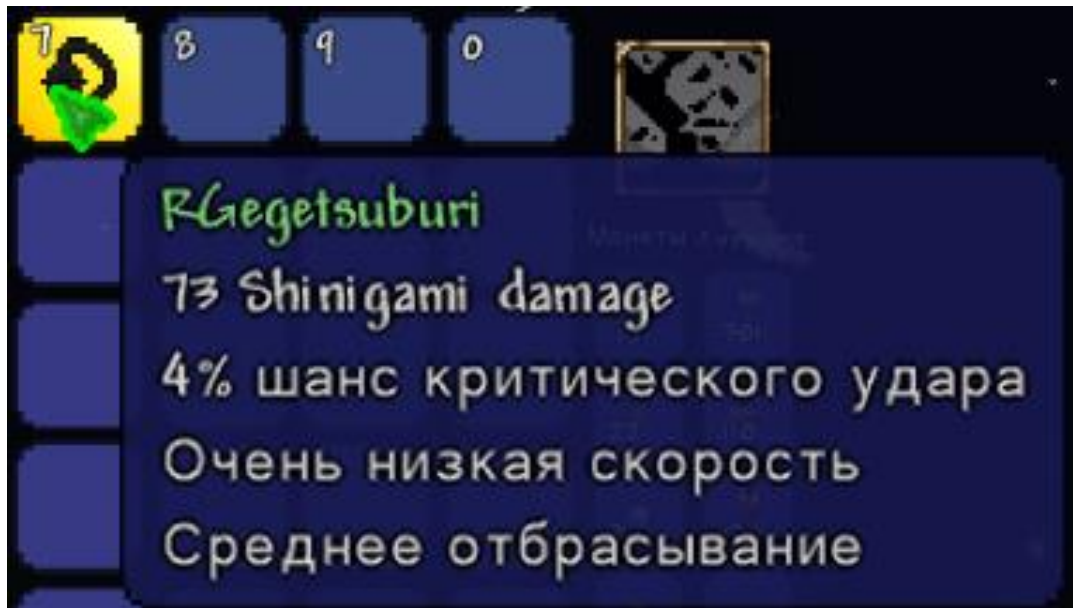 7 8 9 0
RGegetsuburi
73 Shinigami damage
4% шанс критического удара
Очень низкая скорость
Среднее отбрасывание